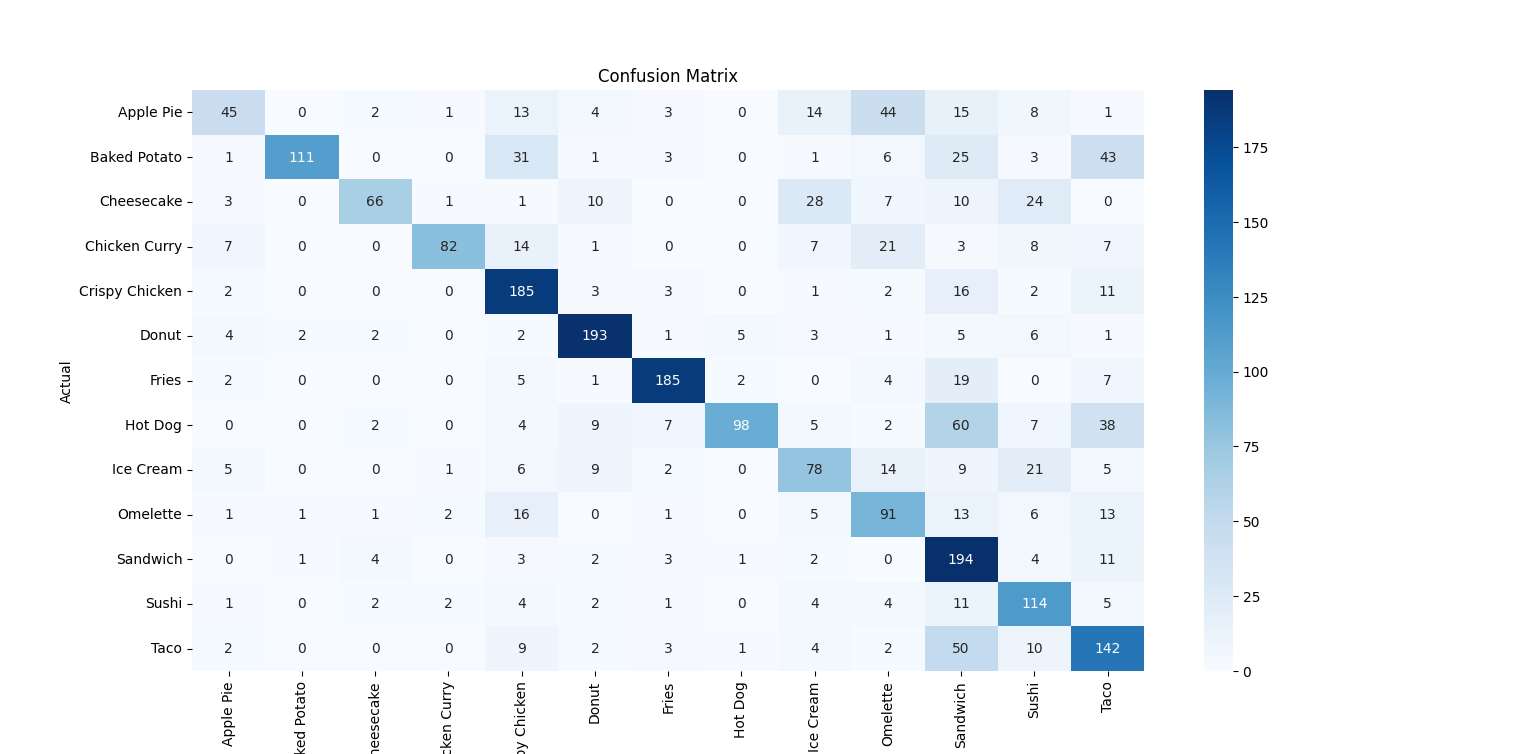 Confusion Matrix
Apple Pie 45 0 2 1 13 4 3 0 14 44 15 8 1
Baked Potato 1 111 0 0 31 1 3 0 1 6 25 3 43
Cheesecake 3 0 66 1 1 10 0 0 28 7 10 24 0
Chicken Curry 7 0 0 82 14 1 0 0 7 21 3 8 7
Crispy Chicken 2 0 0 0 185 3 3 0 1 2 16 2 11
Donut 4 2 2 0 2 193 1 5 3 1 5 6 1
Fries 2 0 0 0 5 1 185 2 0 4 19 0 7
Hot Dog 0 0 2 0 4 9 7 98 5 2 60 7 38
Ice Cream 5 0 0 1 6 9 2 0 78 14 9 21 5
Omelette 1 1 1 2 16 0 1 0 5 91 13 6 13
Sandwich 0 1 4 0 3 2 3 1 2 0 194 4 11
Sushi 1 0 2 2 4 2 1 0 4 4 11 114 5
Taco 2 0 0 0 9 2 3 1 4 2 50 10 142
Actual
Apple Pie
ked Potato
heesecake
cken Curry
by Chicken
Donut
Fries
Hot Dog
Ice Cream
Omelette
Sandwich
Sushi
Taco
175
150
125
100
75
50
25
0